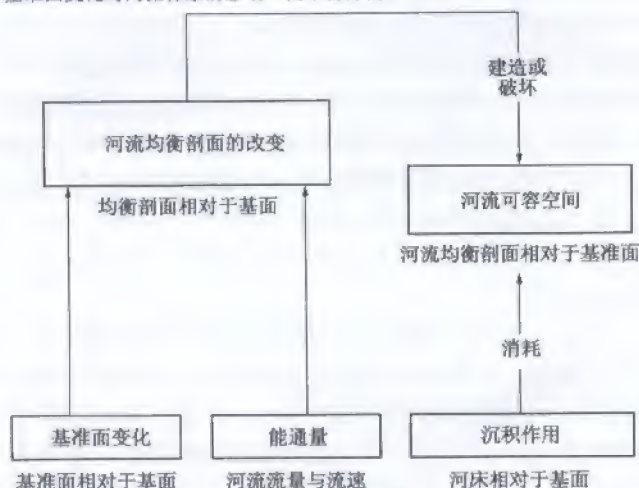 建造或
破坏
河流均衡剖面的改变
均衡剖面相对于基面
河流可容空间
河流均衡剖面相对于基准面
消耗
基准面变化
能通量
沉积作用
基准面相对于基面
河流流量与流速
河床相对于基面